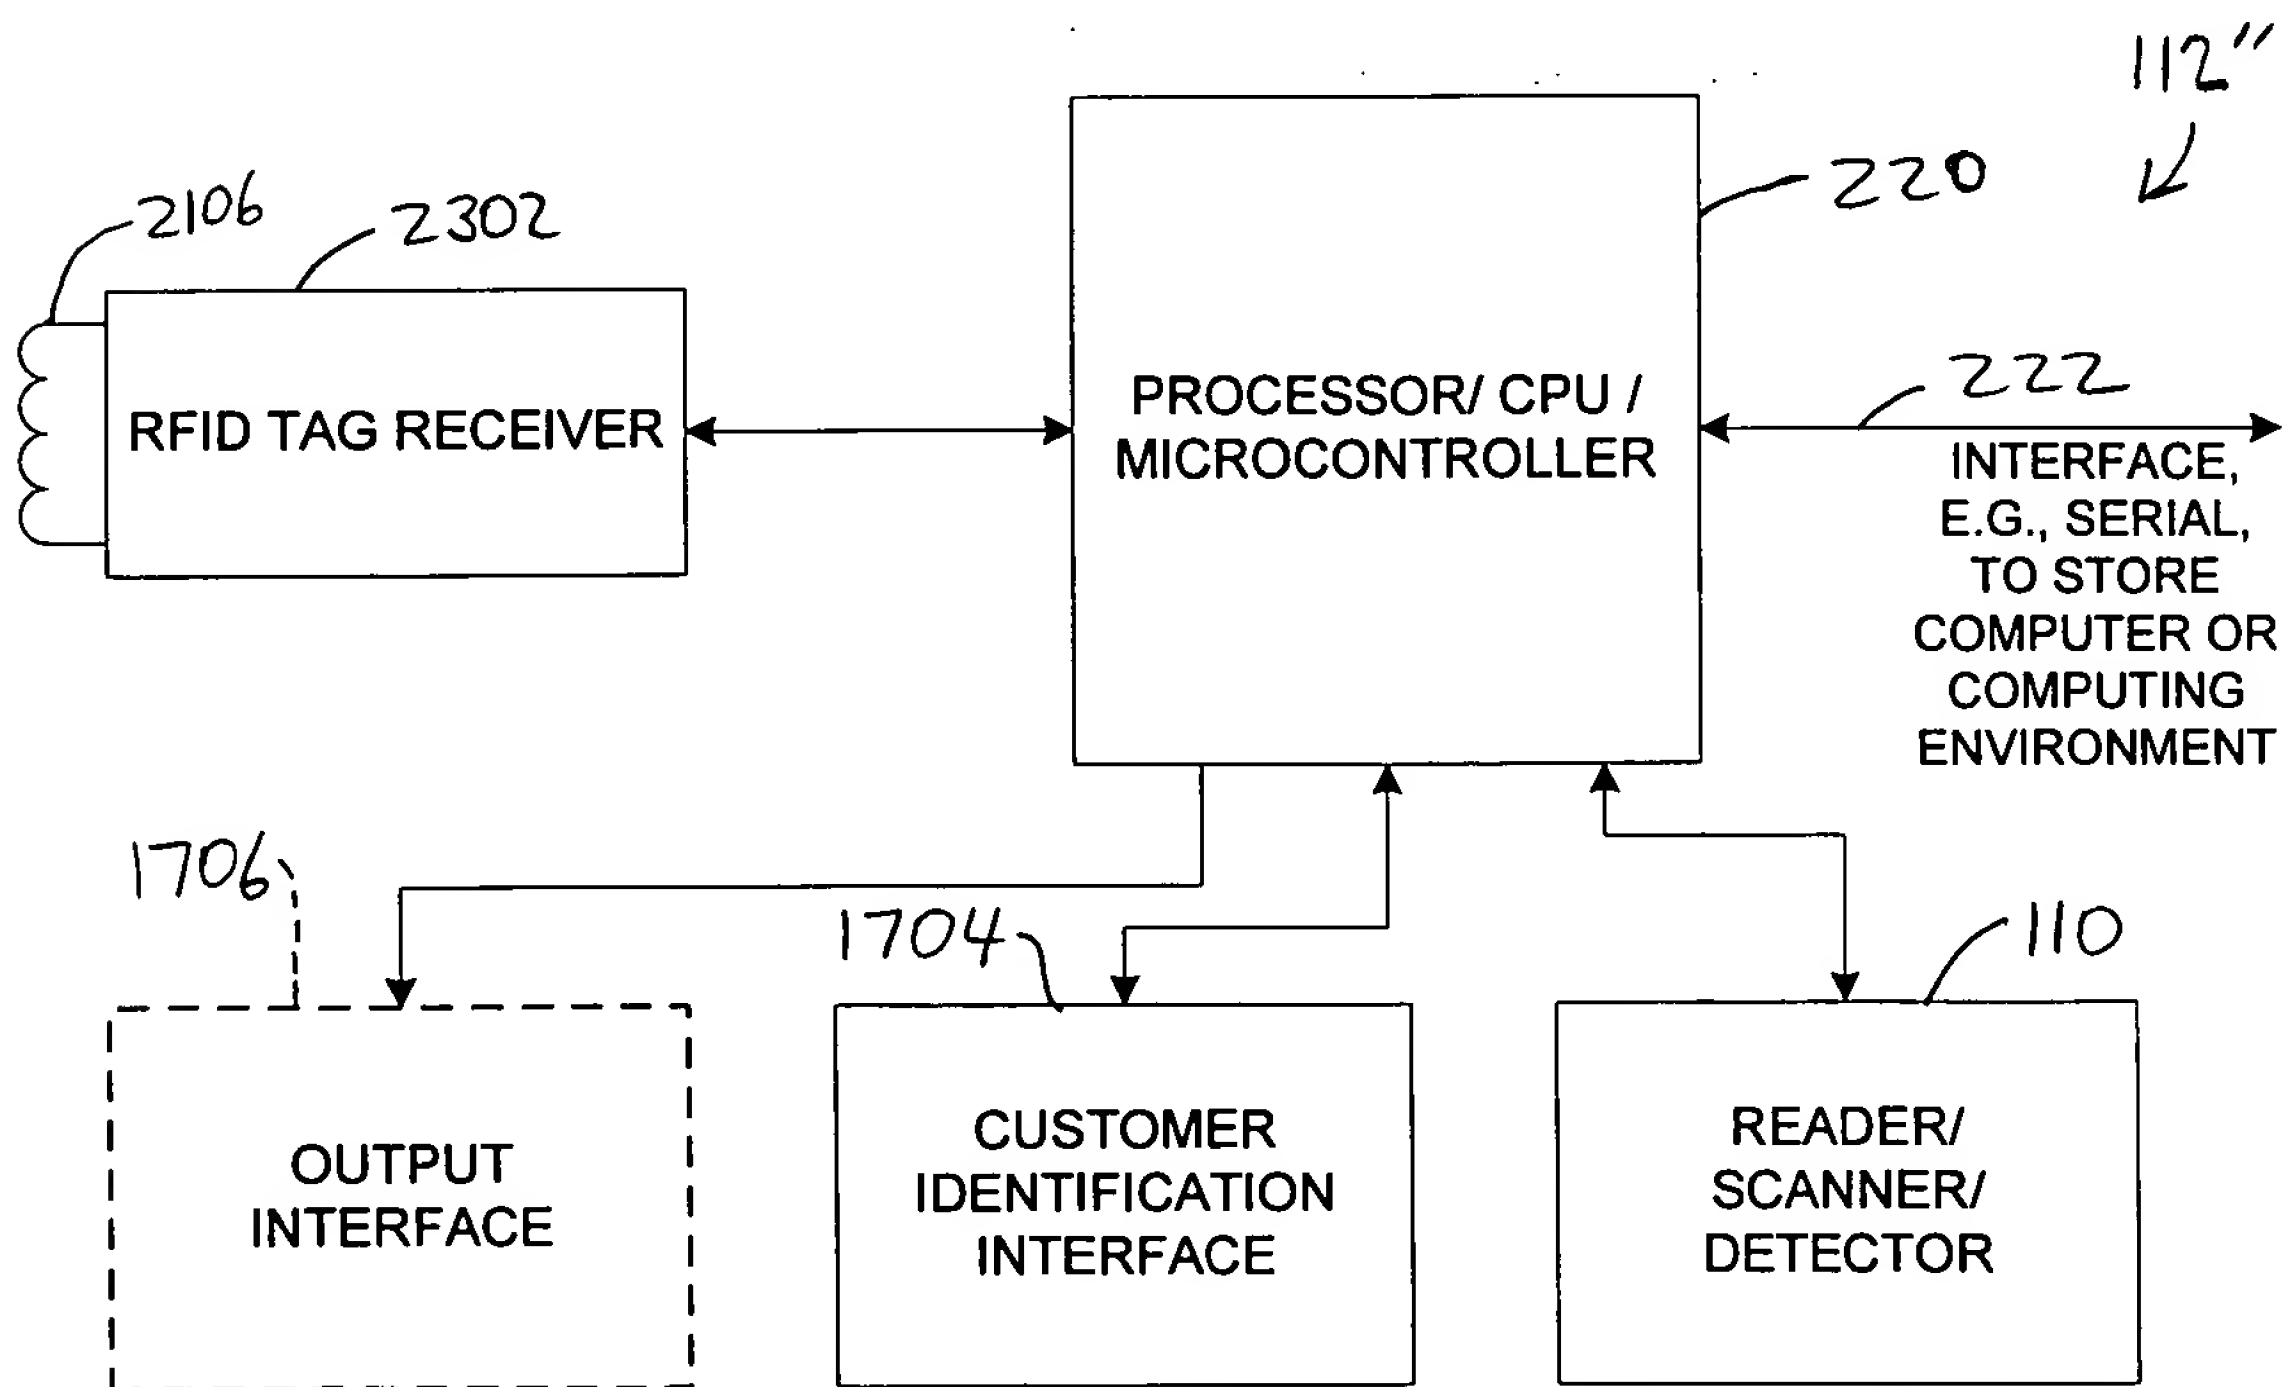 112"
220
2106
2302
RFID TAG RECEIVER
PROCESSOR/ CPU /
MICROCONTROLLER
222
INTERFACE,
E.G., SERIAL,
TO STORE
COMPUTER OR
COMPUTING
ENVIRONMENT
1706
1704
110
OUTPUT
INTERFACE
CUSTOMER
IDENTIFICATION
INTERFACE
READER/
SCANNER/
DETECTOR